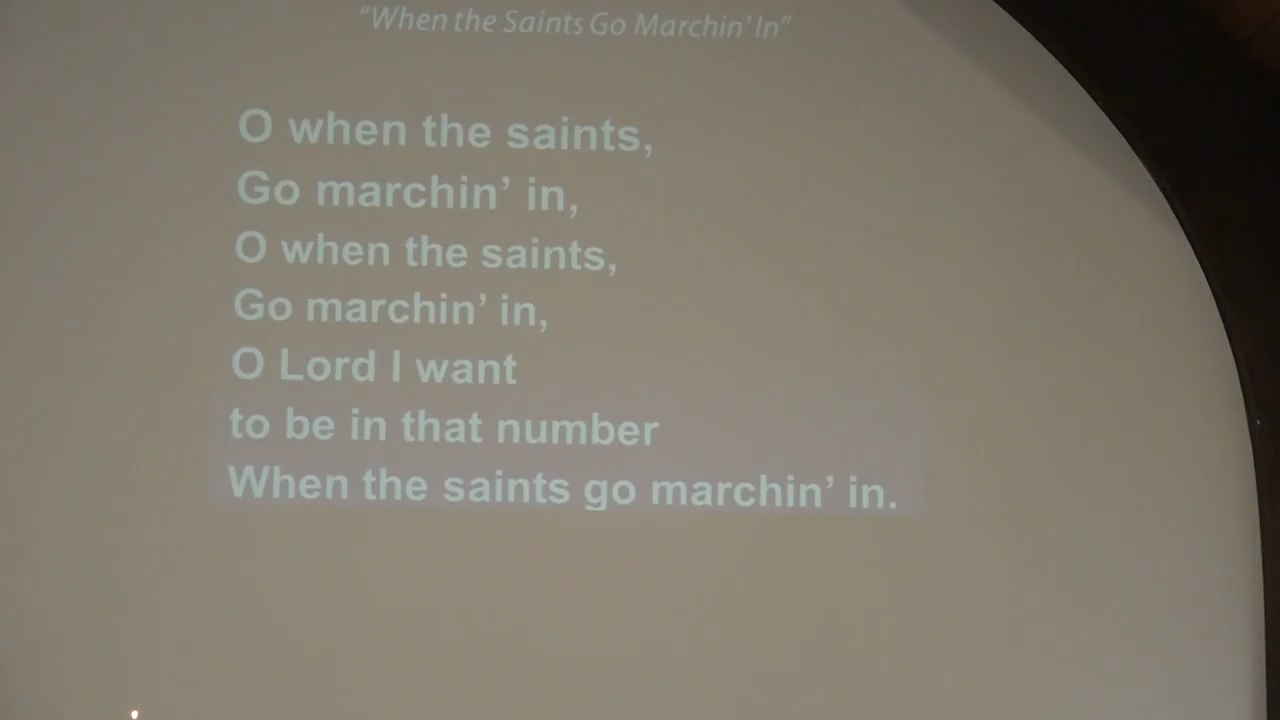 "When the Saints Go Marchin' In"
O when the saints,
Go marchin’ in,
O when the saints,
Go marchin’ in,
O Lord I want
to be in that number
When the saints go marchin’ in.